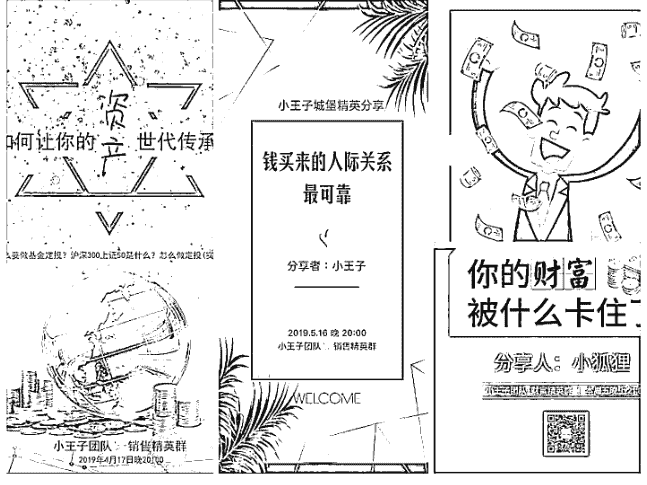 资产
如何让你的 世代传承
么要做基金定投？沪深300上证50是什么？怎么做定投(实
小王子团队 销售精英群
2019年4月17日晚20:00
小王子城堡精英分享
钱买来的人际关系
最可靠
分享者：小王子
2019.5.16 晚 20:00
小王子团队 销售精英群
WELCOME
你的财富
被什么卡住了
分享人：小狐狸